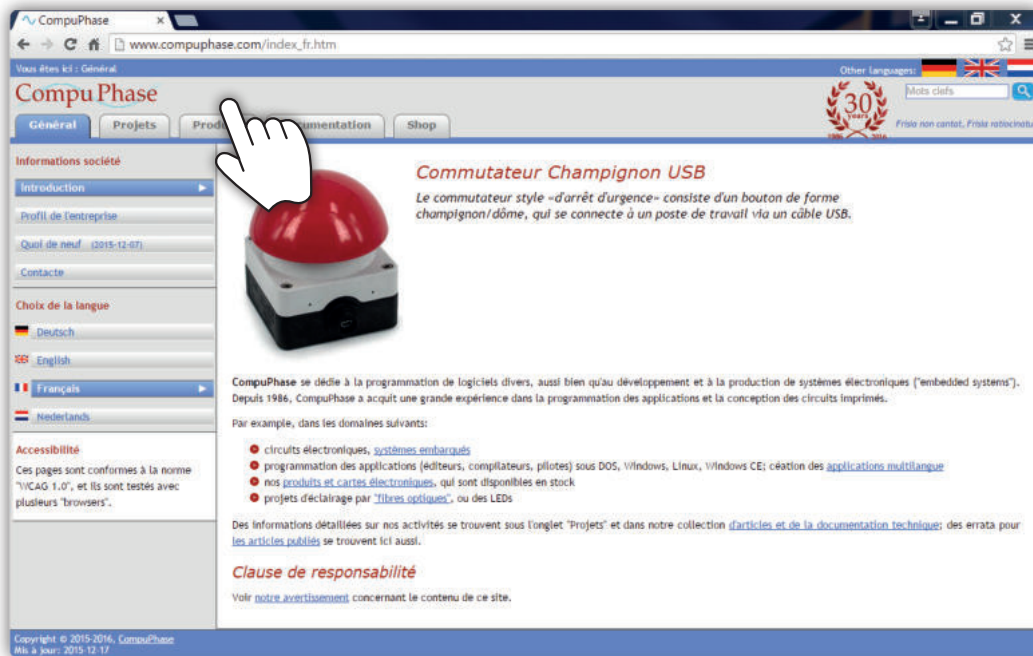 CompuPhase
www.compuphase.com/index_fr.htm
Vous êtes ici : Général
Other languages:
CompuPhase
30
years
1986 2016
Mots clefs
Frisia non cantat, Frisia ratiocinatu
Général Projets Prod umentation Shop
Informations société
Introduction
Profil de l'entreprise
Quoi de neuf (2015-12-07)
Contacte
Choix de la langue
Deutsch
English
Français
Nederlands
Accessibilité
Ces pages sont conformes à la norme
"WCAG 1.0", et ils sont testés avec
plusieurs "browsers".
Commutateur Champignon USB
Le commutateur style «d'arrêt d'urgence» consiste d'un bouton de forme
champignon/dôme, qui se connecte à un poste de travail via un câble USB.
CompuPhase se dédie à la programmation de logiciels divers, aussi bien qu'au développement et à la production de systèmes électroniques ("embedded systems").
Depuis 1986, CompuPhase a acquit une grande expérience dans la programmation des applications et la conception des circuits imprimés.
Par exemple, dans les domaines suivants:
circuits électroniques, systèmes embarqués
programmation des applications (éditeurs, compilateurs, pilotes) sous DOS, Windows, Linux, Windows CE; céation des applications multilangue
nos produits et cartes électroniques, qui sont disponibles en stock
projets d'éclairage par "fibres optiques", ou des LEDs
Des informations détaillées sur nos activités se trouvent sous l'onglet "Projets" et dans notre collection d'articles et de la documentation technique; des errata pour
les articles publiés se trouvent ici aussi.
Clause de responsabilité
Voir notre avertissement concernant le contenu de ce site.
Copyright © 2015-2016, CompuPhase
Mis à jour: 2015-12-17